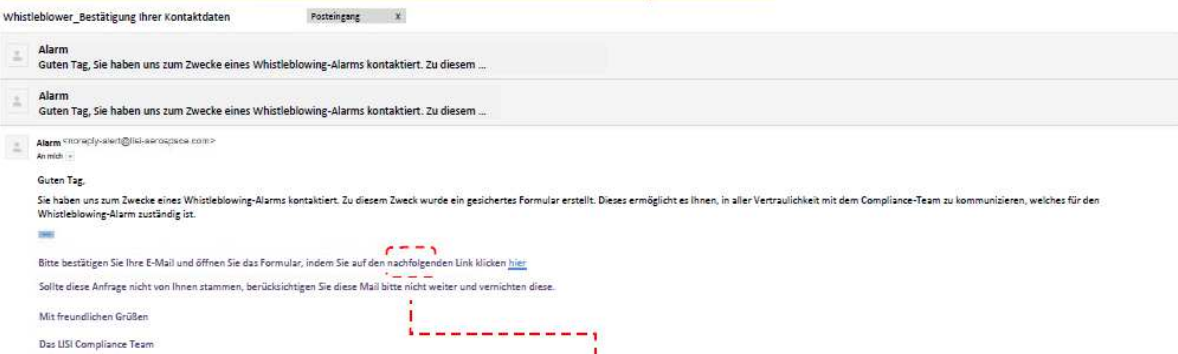 Whistleblower_Bestätigung Ihrer Kontaktdaten
Posteingang X
Alarm
Guten Tag, Sie haben uns zum Zwecke eines Whistleblowing-Alarms kontaktiert. Zu diesem ...
Alarm
Guten Tag, Sie haben uns zum Zwecke eines Whistleblowing-Alarms kontaktiert. Zu diesem ...
Alarm <noreply-alert@lisi-aerospace.com>
An mich
Guten Tag,
Sie haben uns zum Zwecke eines Whistleblowing-Alarms kontaktiert. Zu diesem Zweck wurde ein gesichertes Formular erstellt. Dieses ermöglicht es Ihnen, in aller Vertraulichkeit mit dem Compliance-Team zu kommunizieren, welches für den
Whistleblowing-Alarm zuständig ist.
Bitte bestätigen Sie Ihre E-Mail und öffnen Sie das Formular, indem Sie auf den nachfolgenden Link klicken hier
Sollte diese Anfrage nicht von Ihnen stammen, berücksichtigen Sie diese Mail bitte nicht weiter und vernichten diese.
Mit freundlichen Grüßen
Das LISI Compliance Team